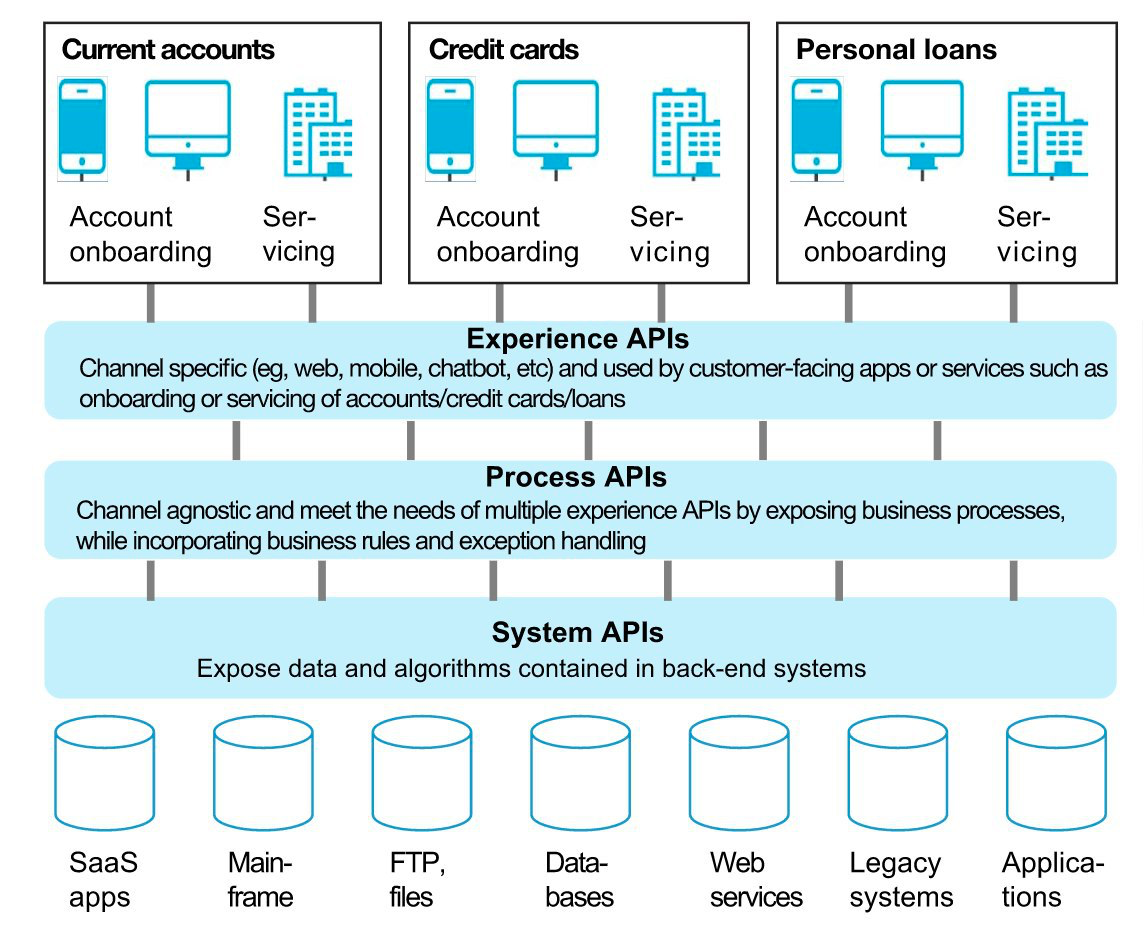 Current accounts
Account
onboarding
Ser-
vicing
Credit cards
Account
onboarding
Ser-
vicing
Personal loans
Account
onboarding
Ser-
vicing
Experience APIs
Channel specific (eg, web, mobile, chatbot, etc) and used by customer-facing apps or services such as
onboarding or servicing of accounts/credit cards/loans
Process APIs
Channel agnostic and meet the needs of multiple experience APIs by exposing business processes,
while incorporating business rules and exception handling
System APIs
Expose data and algorithms contained in back-end systems
SaaS
apps
Main-
frame
FTP,
files
Data-
bases
Web
services
Legacy
systems
Applica-
tions